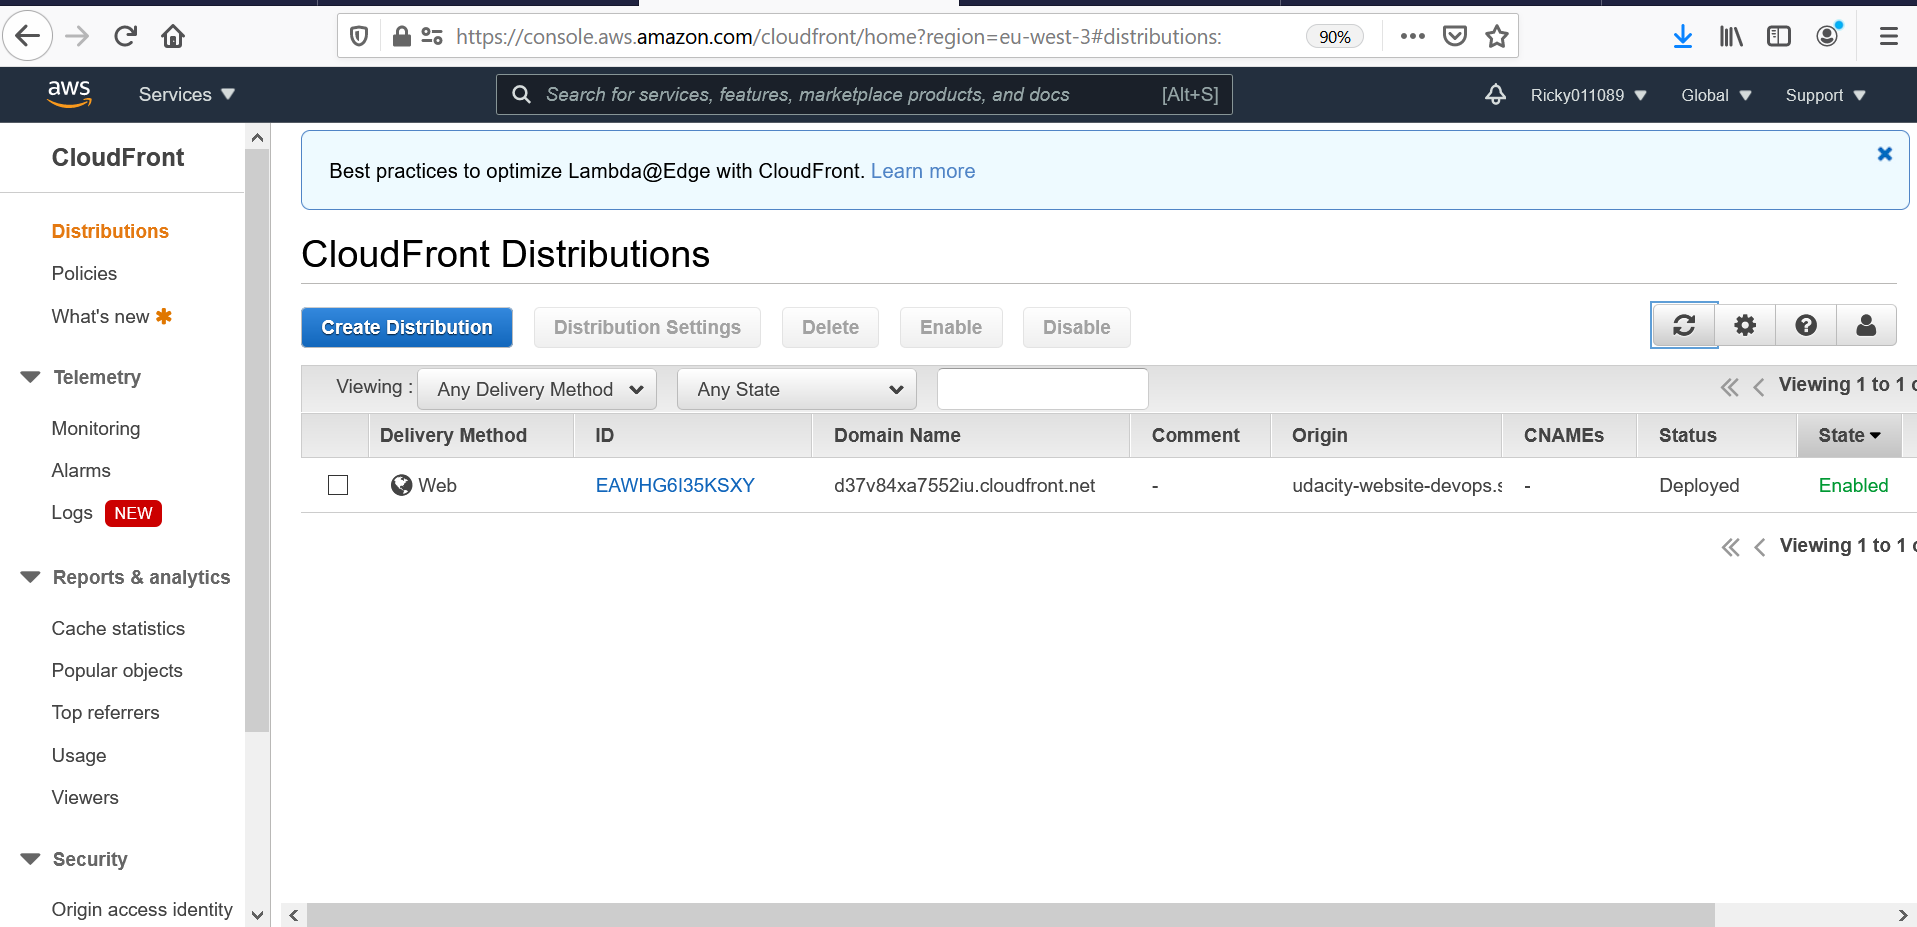 https://console.aws.amazon.com/cloudfront/home?region=eu-west-3#distributions:
90%
aws
Services
Search for services, features, marketplace products, and docs
[Alt+S]
Ricky011089
Global
Support
CloudFront
Distributions
Policies
What's new
Telemetry
Monitoring
Alarms
Logs NEW
Reports & analytics
Cache statistics
Popular objects
Top referrers
Usage
Viewers
Security
Origin access identity
Best practices to optimize Lambda@Edge with CloudFront. Learn more
CloudFront Distributions
Create Distribution
Distribution Settings
Delete
Enable
Disable
Viewing : Any Delivery Method Any State
Viewing 1 to 1
Delivery Method ID Domain Name Comment Origin CNAMEs Status State
Web EAWHG6I35KSXY d37v84xa7552iu.cloudfront.net - udacity-website-devops.s - Deployed Enabled
Viewing 1 to 1